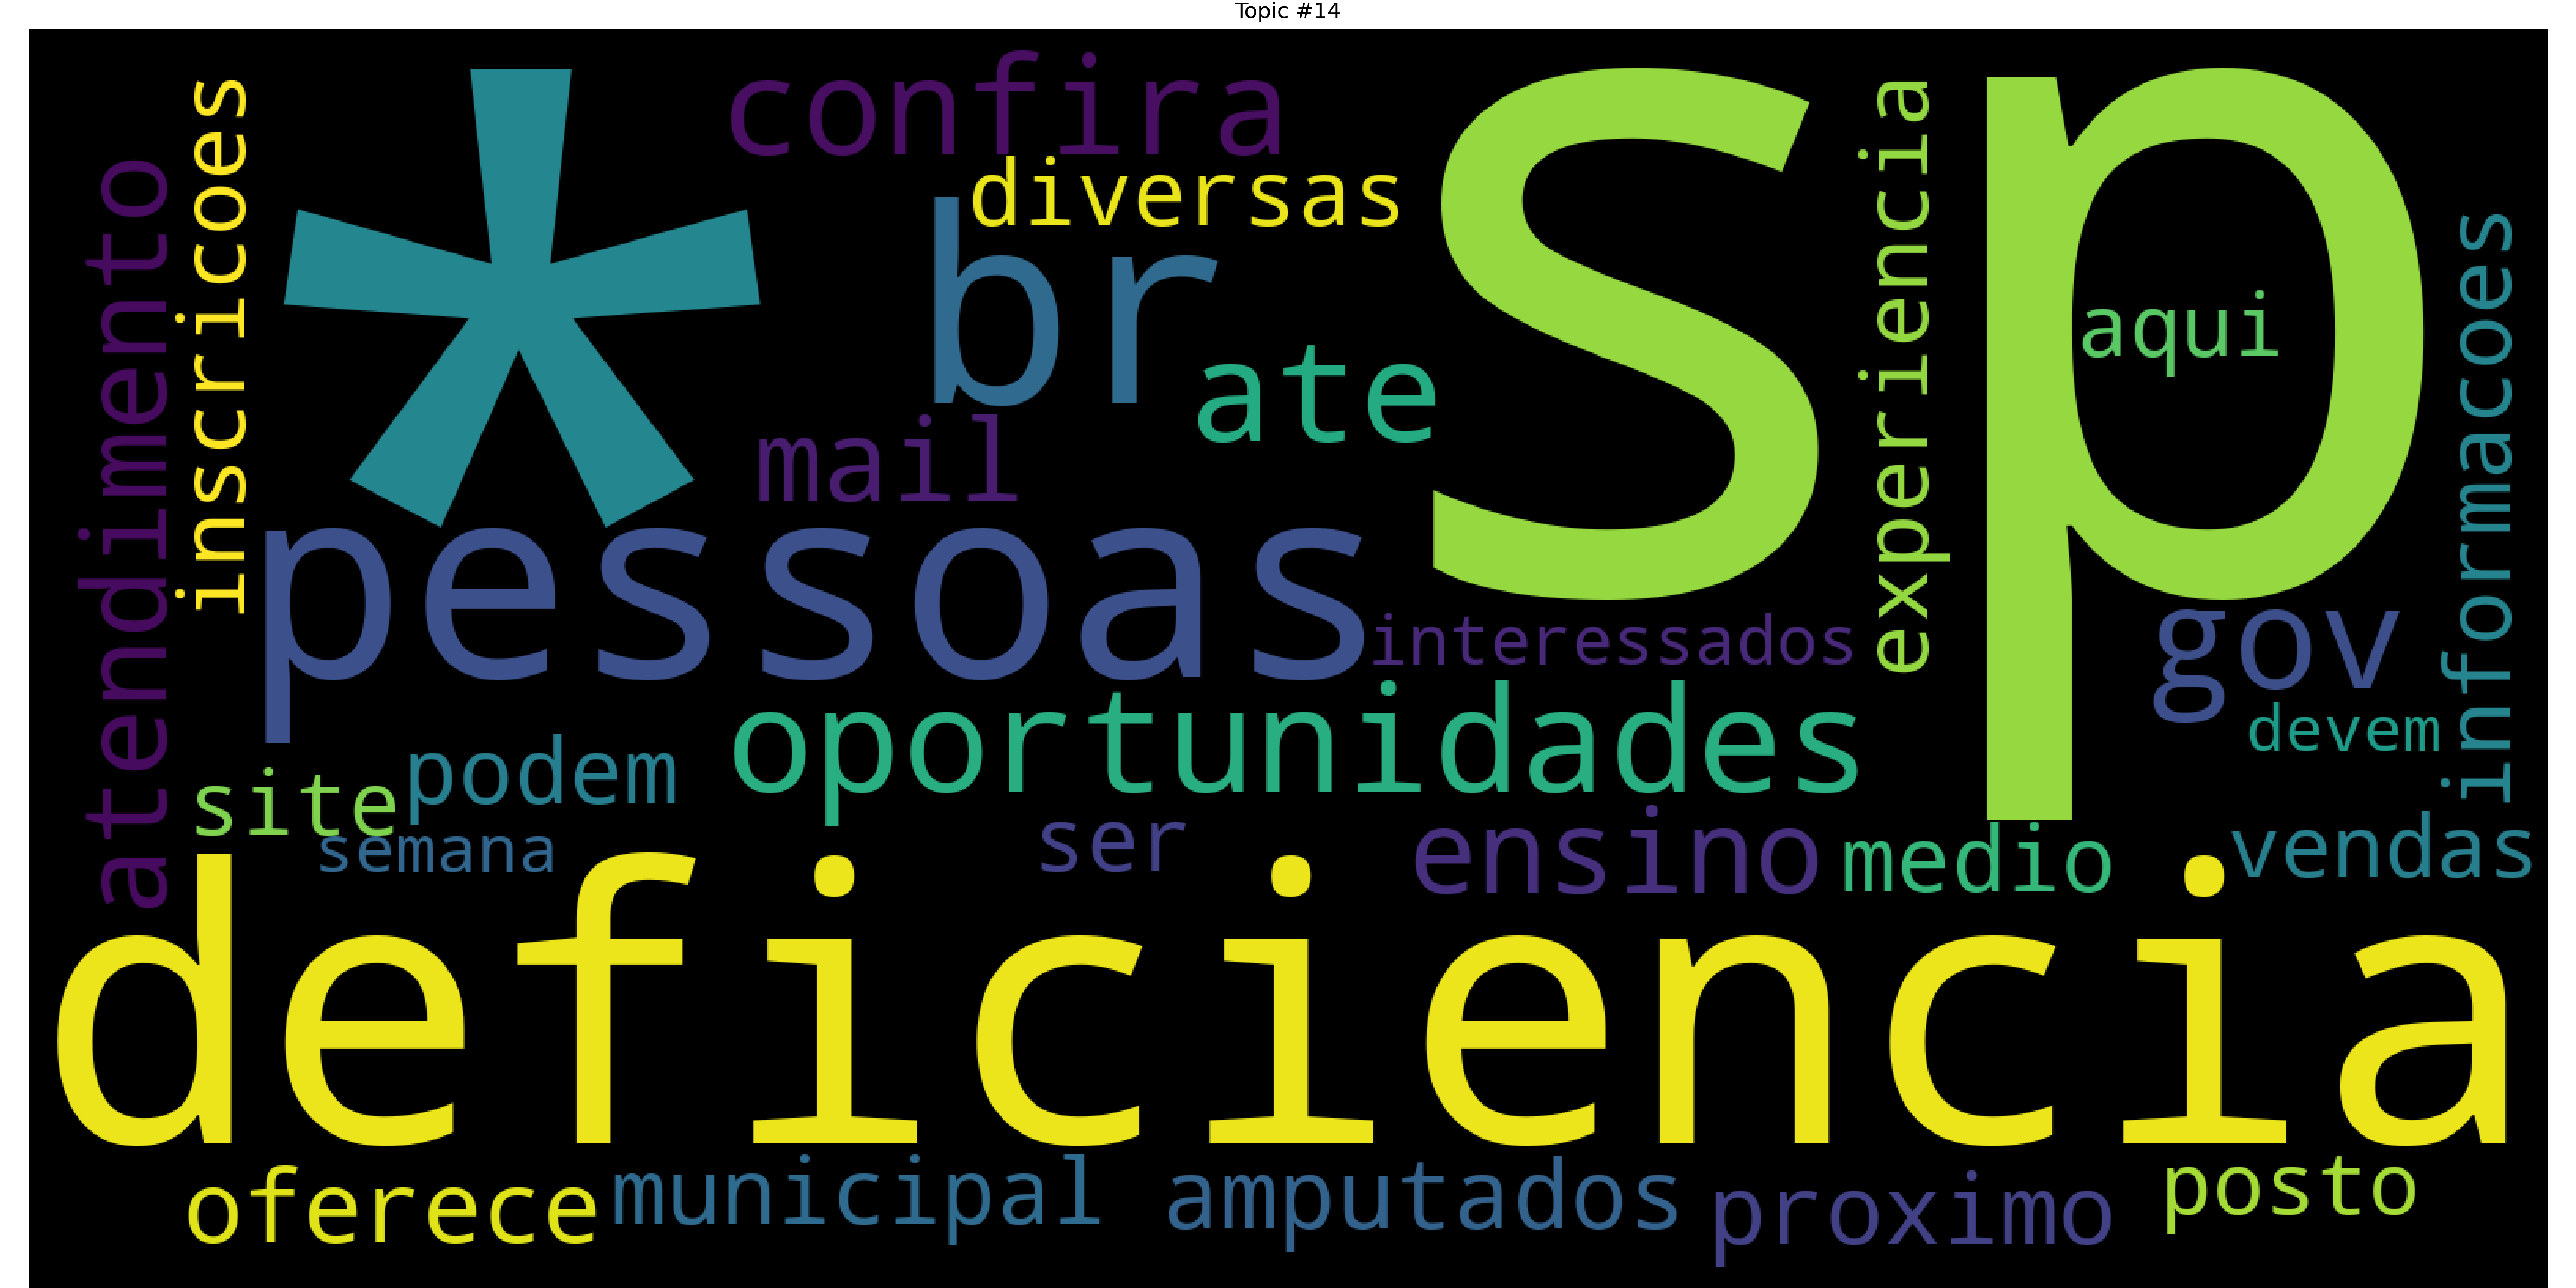 Topic #14
confira
sp
*
inscricoes
atendimento
diversas
experiencia
br
aqui
informacoes
ate
mail
pessoas
interessados
gov
oportunidades
devem
podem
site
semana
ser
ensino
medio
vendas
deficiencia
oferece
municipal
amputados
proximo
posto